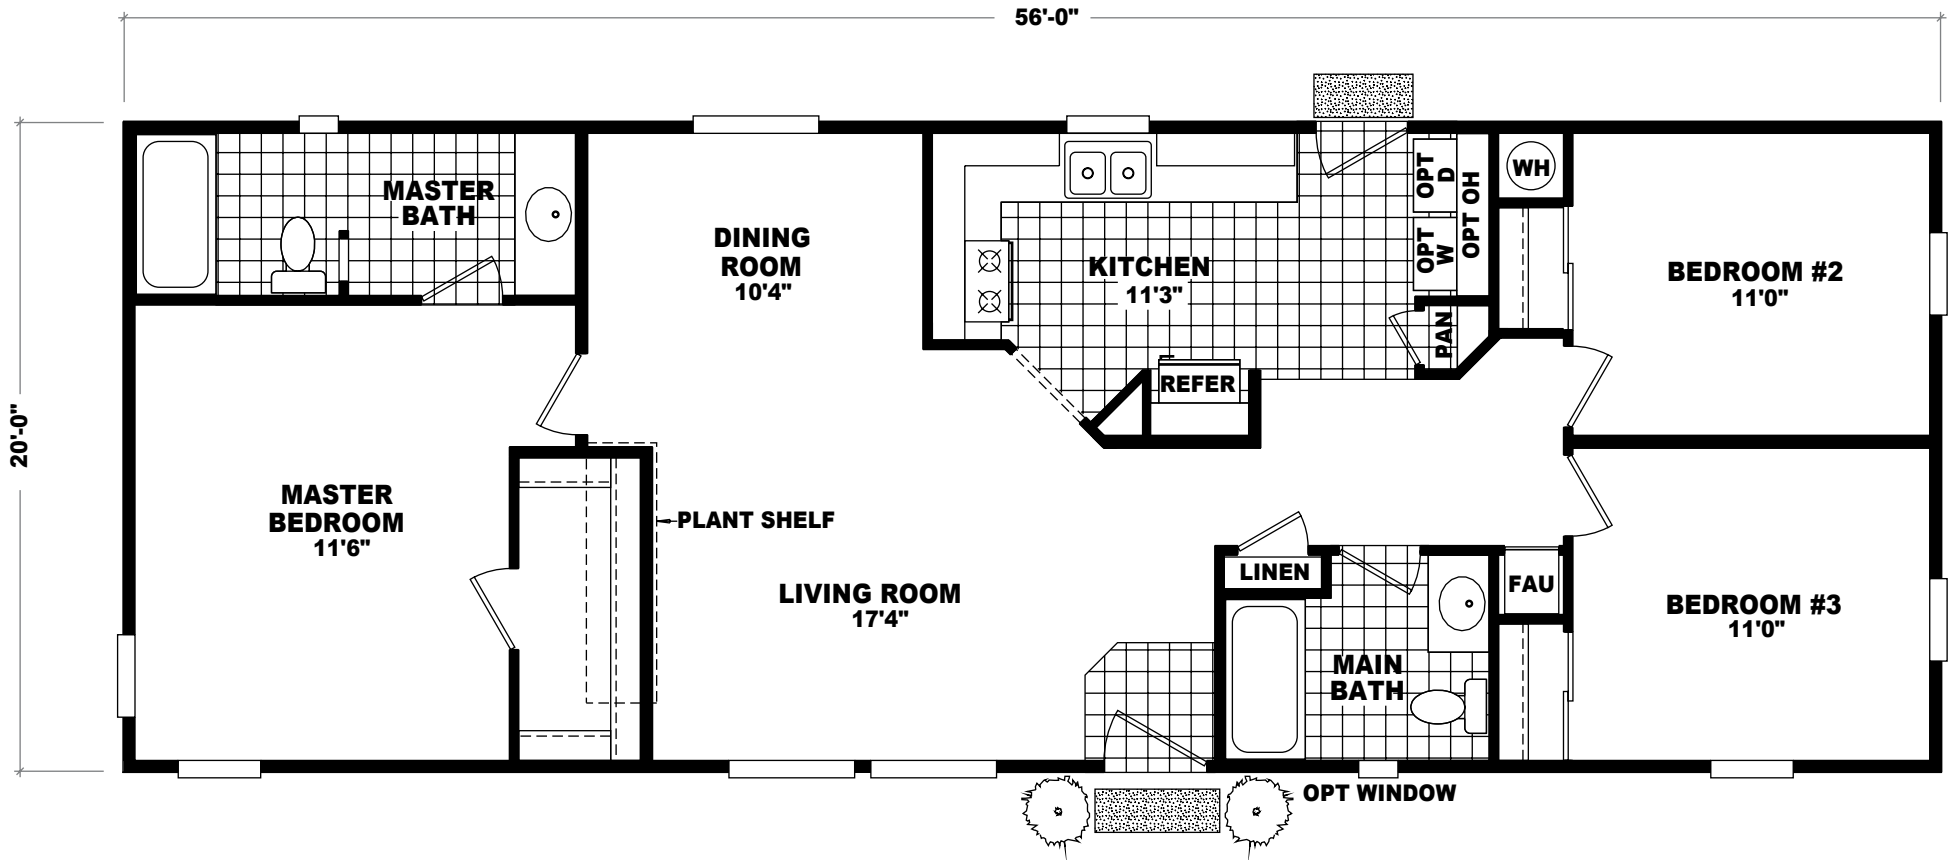 56'-0"
20'-0"
MASTER
BATH
DINING
ROOM
10'4"
KITCHEN
11'3"
OPT
D
OPT
W
OPT OH
WH
PAN
REFER
BEDROOM #2
11'0"
MASTER
BEDROOM
11'6"
PLANT SHELF
LIVING ROOM
17'4"
LINEN
FAU
MAIN
BATH
BEDROOM #3
11'0"
OPT WINDOW